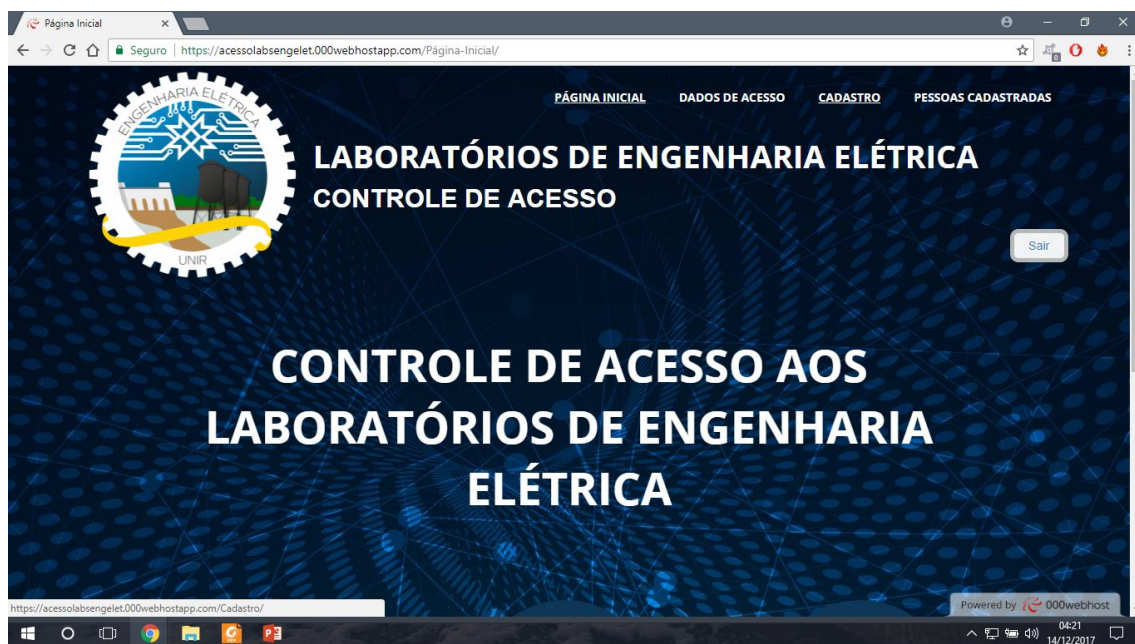 Página Inicial
Seguro | https://acessolabsengelet.000webhostapp.com/Página-Inicial/
ENGENHARIA ELÉTRICA
UNIR
PÁGINA INICIAL DADOS DE ACESSO CADASTRO PESSOAS CADASTRADAS
LABORATÓRIOS DE ENGENHARIA ELÉTRICA
CONTROLE DE ACESSO
Sair
CONTROLE DE ACESSO AOS
LABORATÓRIOS DE ENGENHARIA
ELÉTRICA
https://acessolabsengelet.000webhostapp.com/Cadastro/
Powered by 000webhost
04:21
14/12/2017